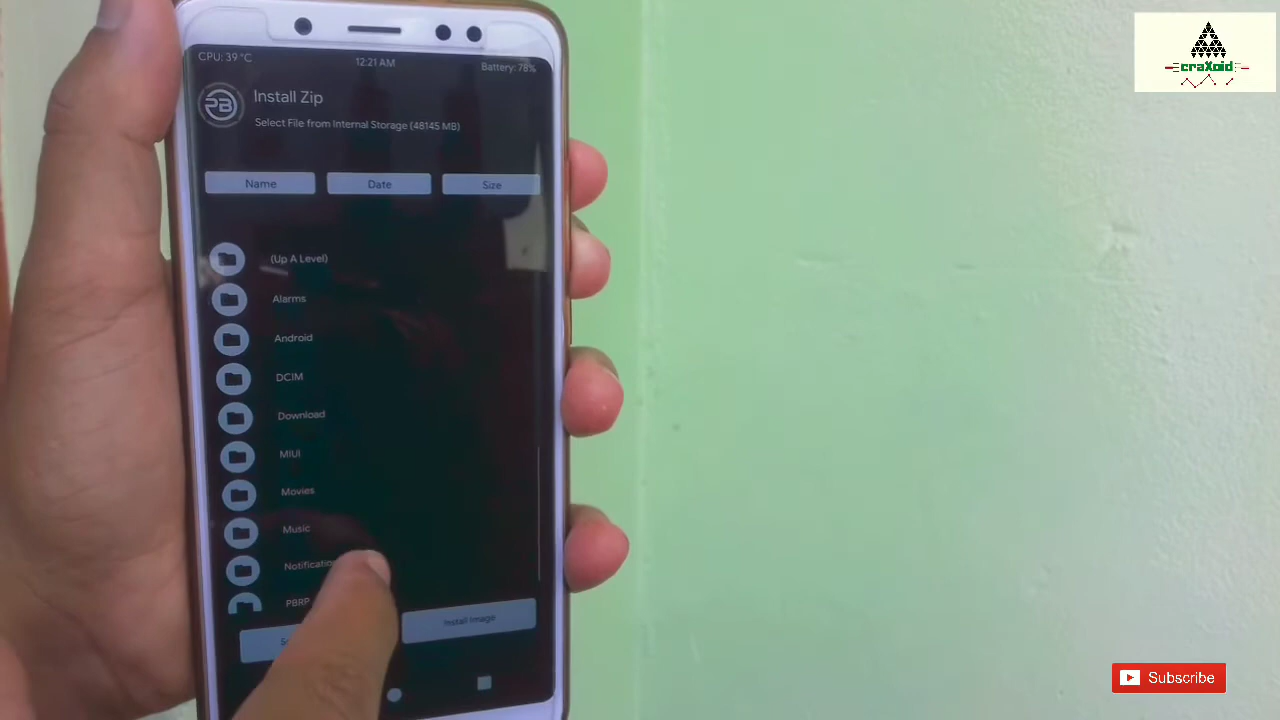 CPU: 39 °C
12:21 AM
Battery: 78%
craXoid
PB
Install Zip
Select File from Internal Storage (48145 MB)
Name
Date
Size
(Up A Level)
Alarms
Android
DCIM
Download
MIUI
Movies
Music
PBRP
Install Image
Subscribe